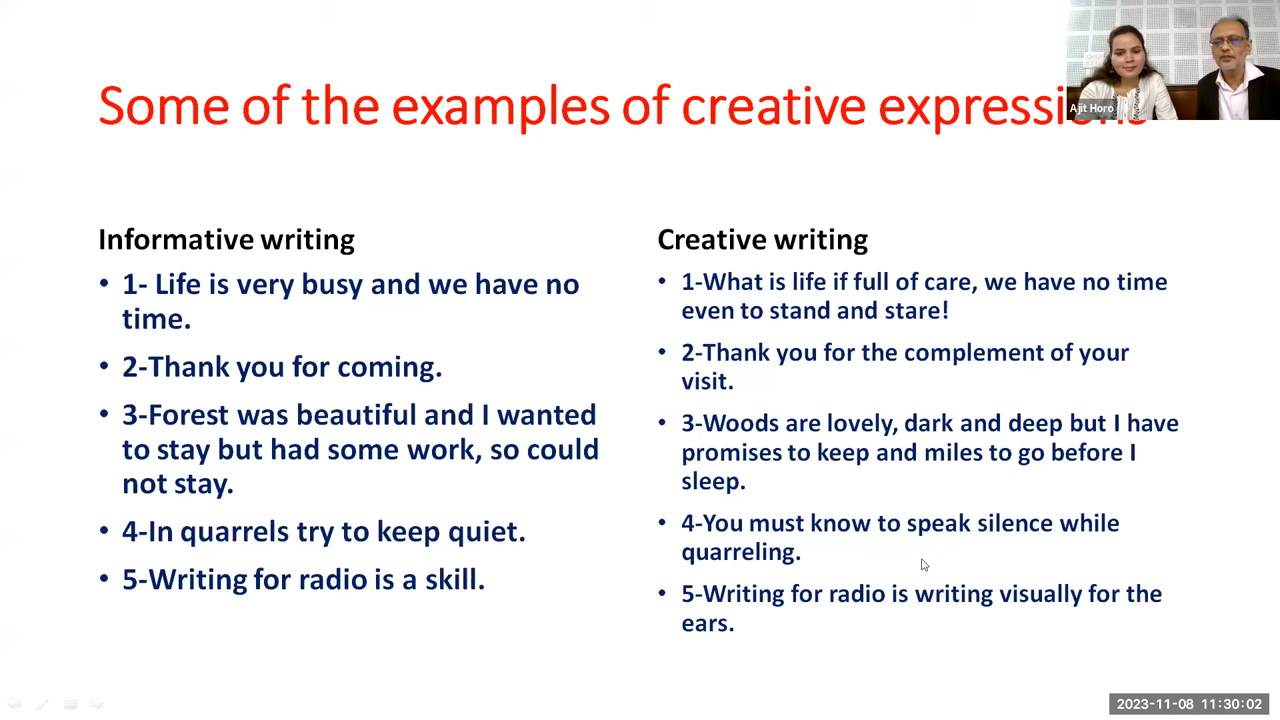 Some of the examples of creative expressions
Ajit Horo
Informative writing
• 1- Life is very busy and we have no
time.
• 2-Thank you for coming.
• 3-Forest was beautiful and I wanted
to stay but had some work, so could
not stay.
• 4-In quarrels try to keep quiet.
• 5-Writing for radio is a skill.
Creative writing
• 1-What is life if full of care, we have no time
even to stand and stare!
• 2-Thank you for the complement of your
visit.
• 3-Woods are lovely, dark and deep but I have
promises to keep and miles to go before I
sleep.
• 4-You must know to speak silence while
quarreling.
• 5-Writing for radio is writing visually for the
ears.
2023-11-08 11:30:02